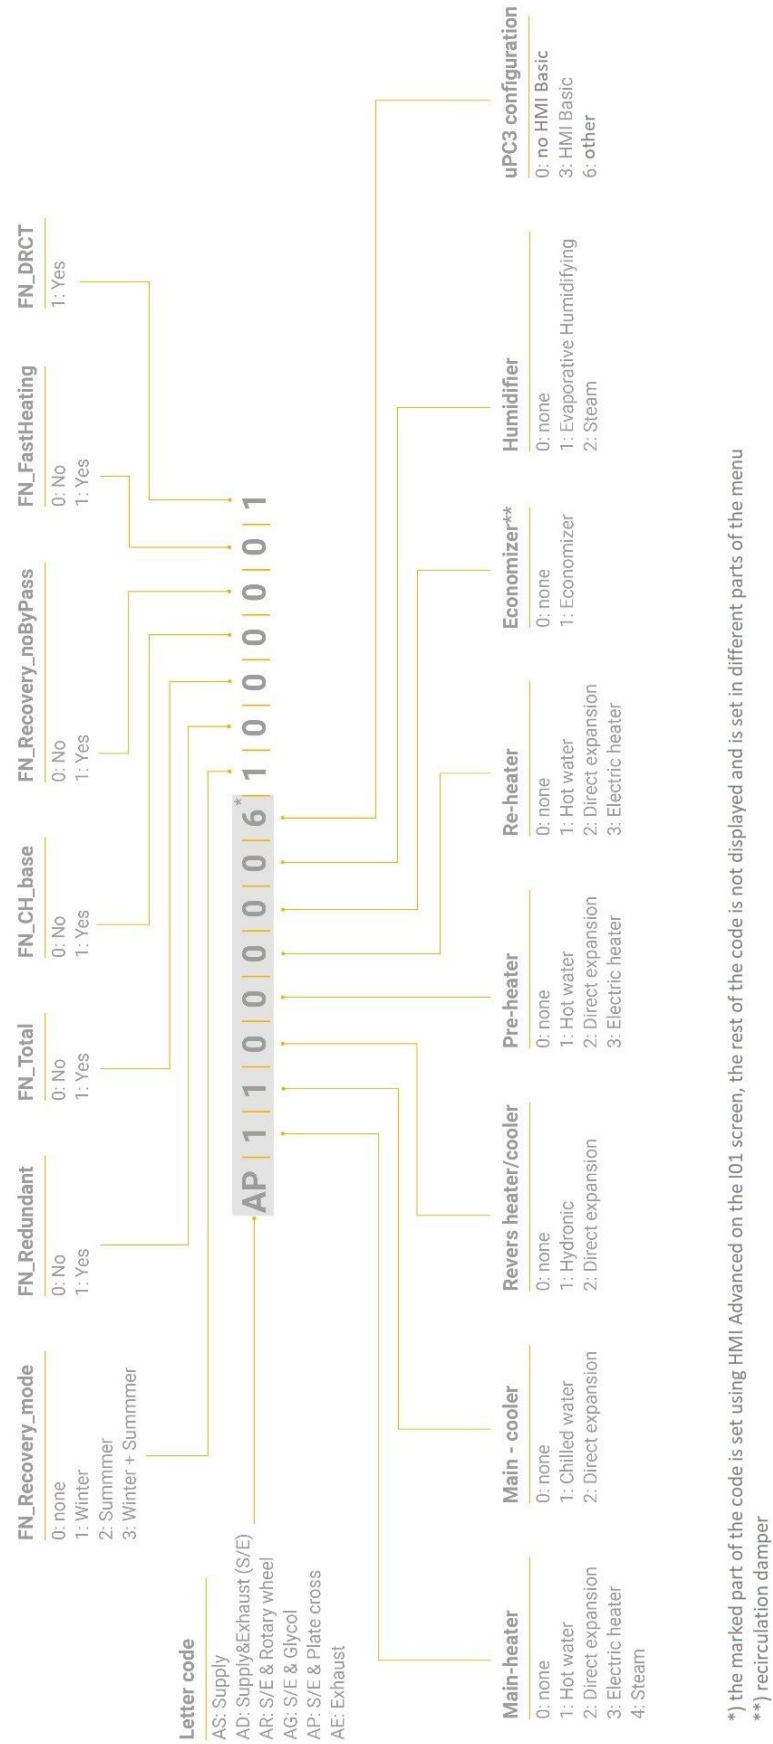 FN_Recovery_mode
0: none
1: Winter
2: Summmer
3: Winter + Summmer
FN_Redundant
0: No
1: Yes
FN_Total
0: No
1: Yes
FN_CH_base
0: No
1: Yes
FN_Recovery_noByPass
0: No
1: Yes
FN_FastHeating
0: No
1: Yes
FN_DRCT
1: Yes
Letter code
AS: Supply
AD: Supply&Exhaust (S/E)
AR: S/E & Rotary wheel
AG: S/E & Glycol
AP: S/E & Plate cross
AE: Exhaust
AP | 1 | 1 | 0 | 0 | 0 | 0 | 0 | 6* | 1 | 0 | 0 | 0 | 0 | 0 | 1
Main-heater
0: none
1: Hot water
2: Direct expansion
3: Electric heater
4: Steam
Main - cooler
0: none
1: Chilled water
2: Direct expansion
Revers heater/cooler
0: none
1: Hydronic
2: Direct expansion
Pre-heater
0: none
1: Hot water
2: Direct expansion
3: Electric heater
Re-heater
0: none
1: Hot water
2: Direct expansion
3: Electric heater
Economizer**
0: none
1: Economizer
Humidifier
0: none
1: Evaporative Humidifying
2: Steam
uPC3 configuration
0: no HMI Basic
3: HMI Basic
6: other
*) the marked part of the code is set using HMI Advanced on the I01 screen, the rest of the code is not displayed and is set in different parts of the menu
**) recirculation damper